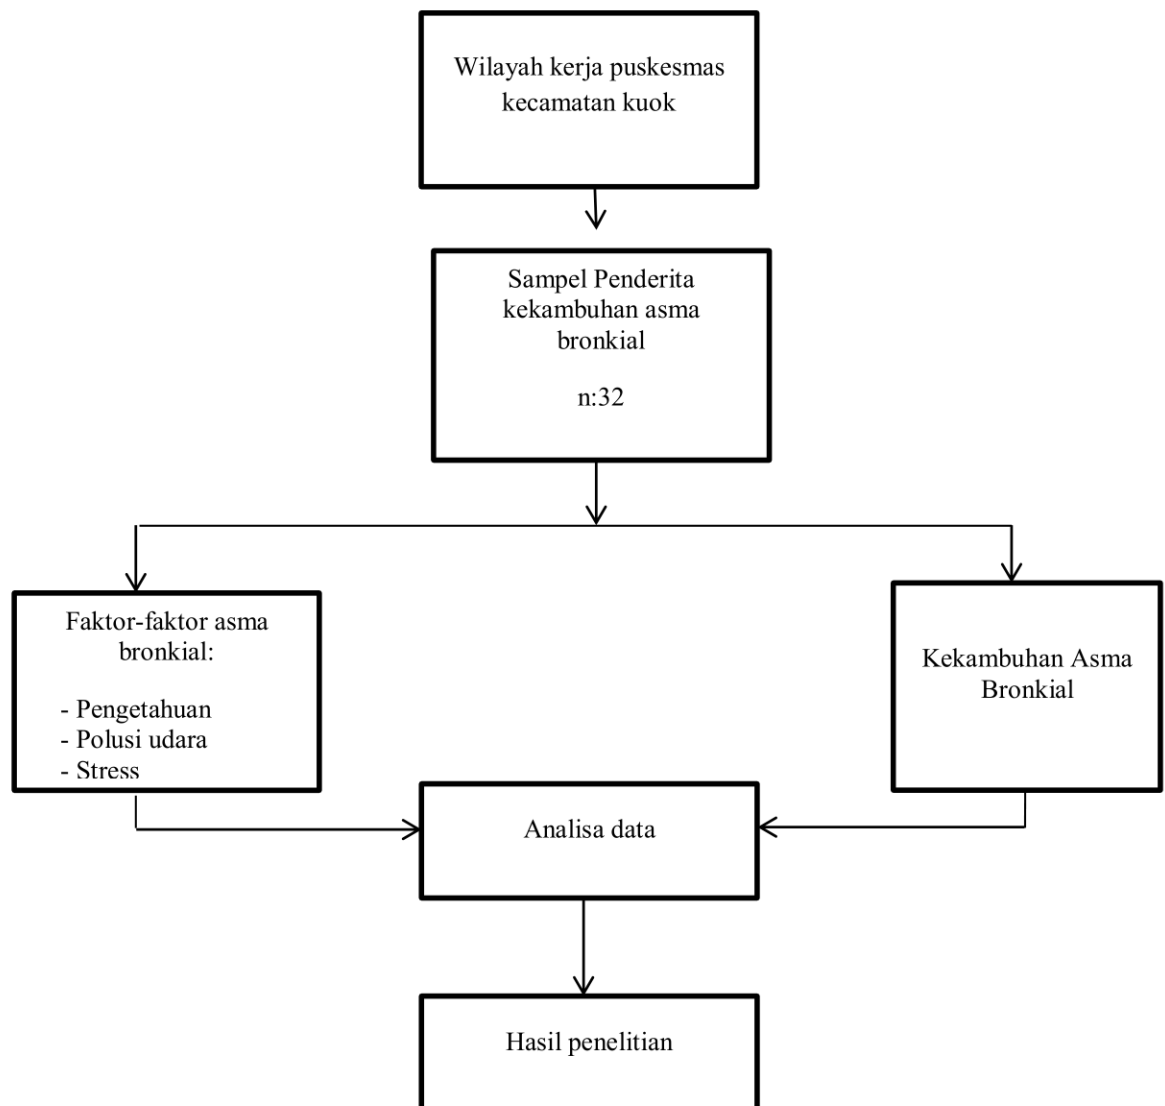 Wilayah kerja puskesmas
kecamatan kuok
Sampel Penderita
kekambuhan asma
bronkial
n:32
Faktor-faktor asma
bronkial:
- Pengetahuan
- Polusi udara
- Stress
Kekambuhan Asma
Bronkial
Analisa data
Hasil penelitian